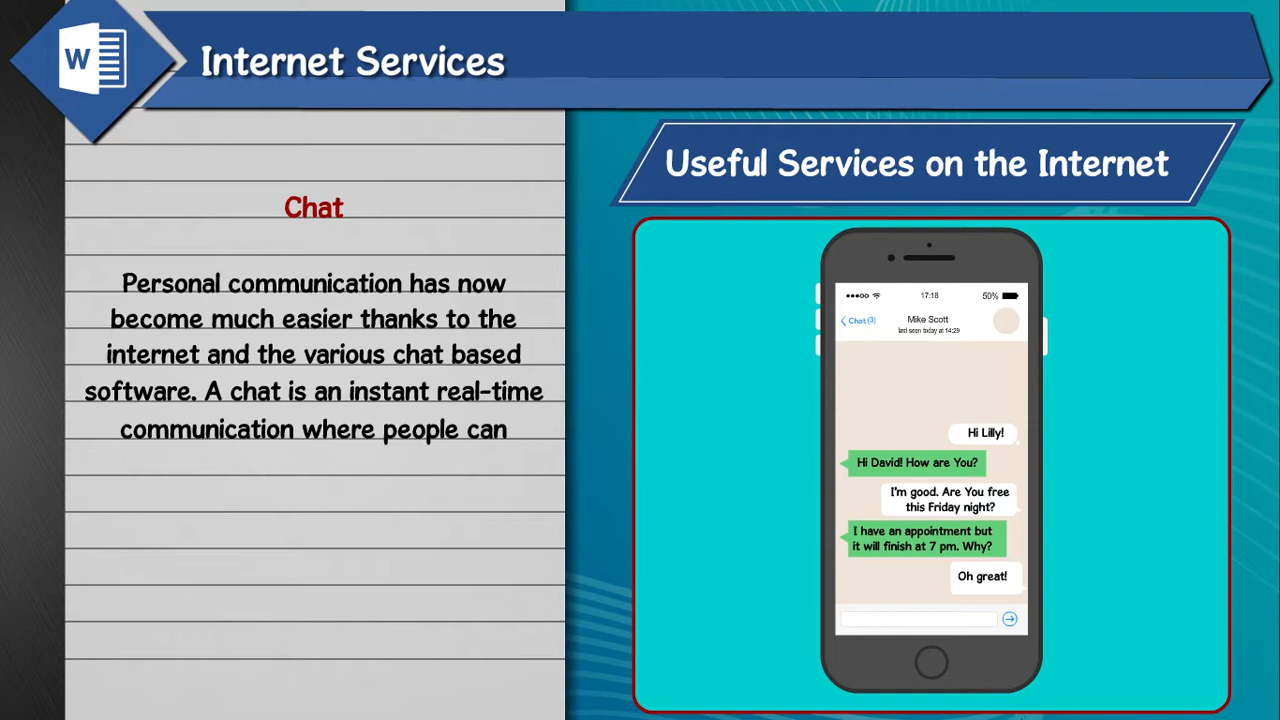 W
Internet Services
Useful Services on the Internet
Chat
Personal communication has now
become much easier thanks to the
internet and the various chat based
software. A chat is an instant real-time
communication where people can
17:18
50%
Chat (3)
Mike Scott
last seen today at 14:29
Hi Lilly!
Hi David! How are You?
I'm good. Are You free
this Friday night?
I have an appointment but
it will finish at 7 pm. Why?
Oh great!